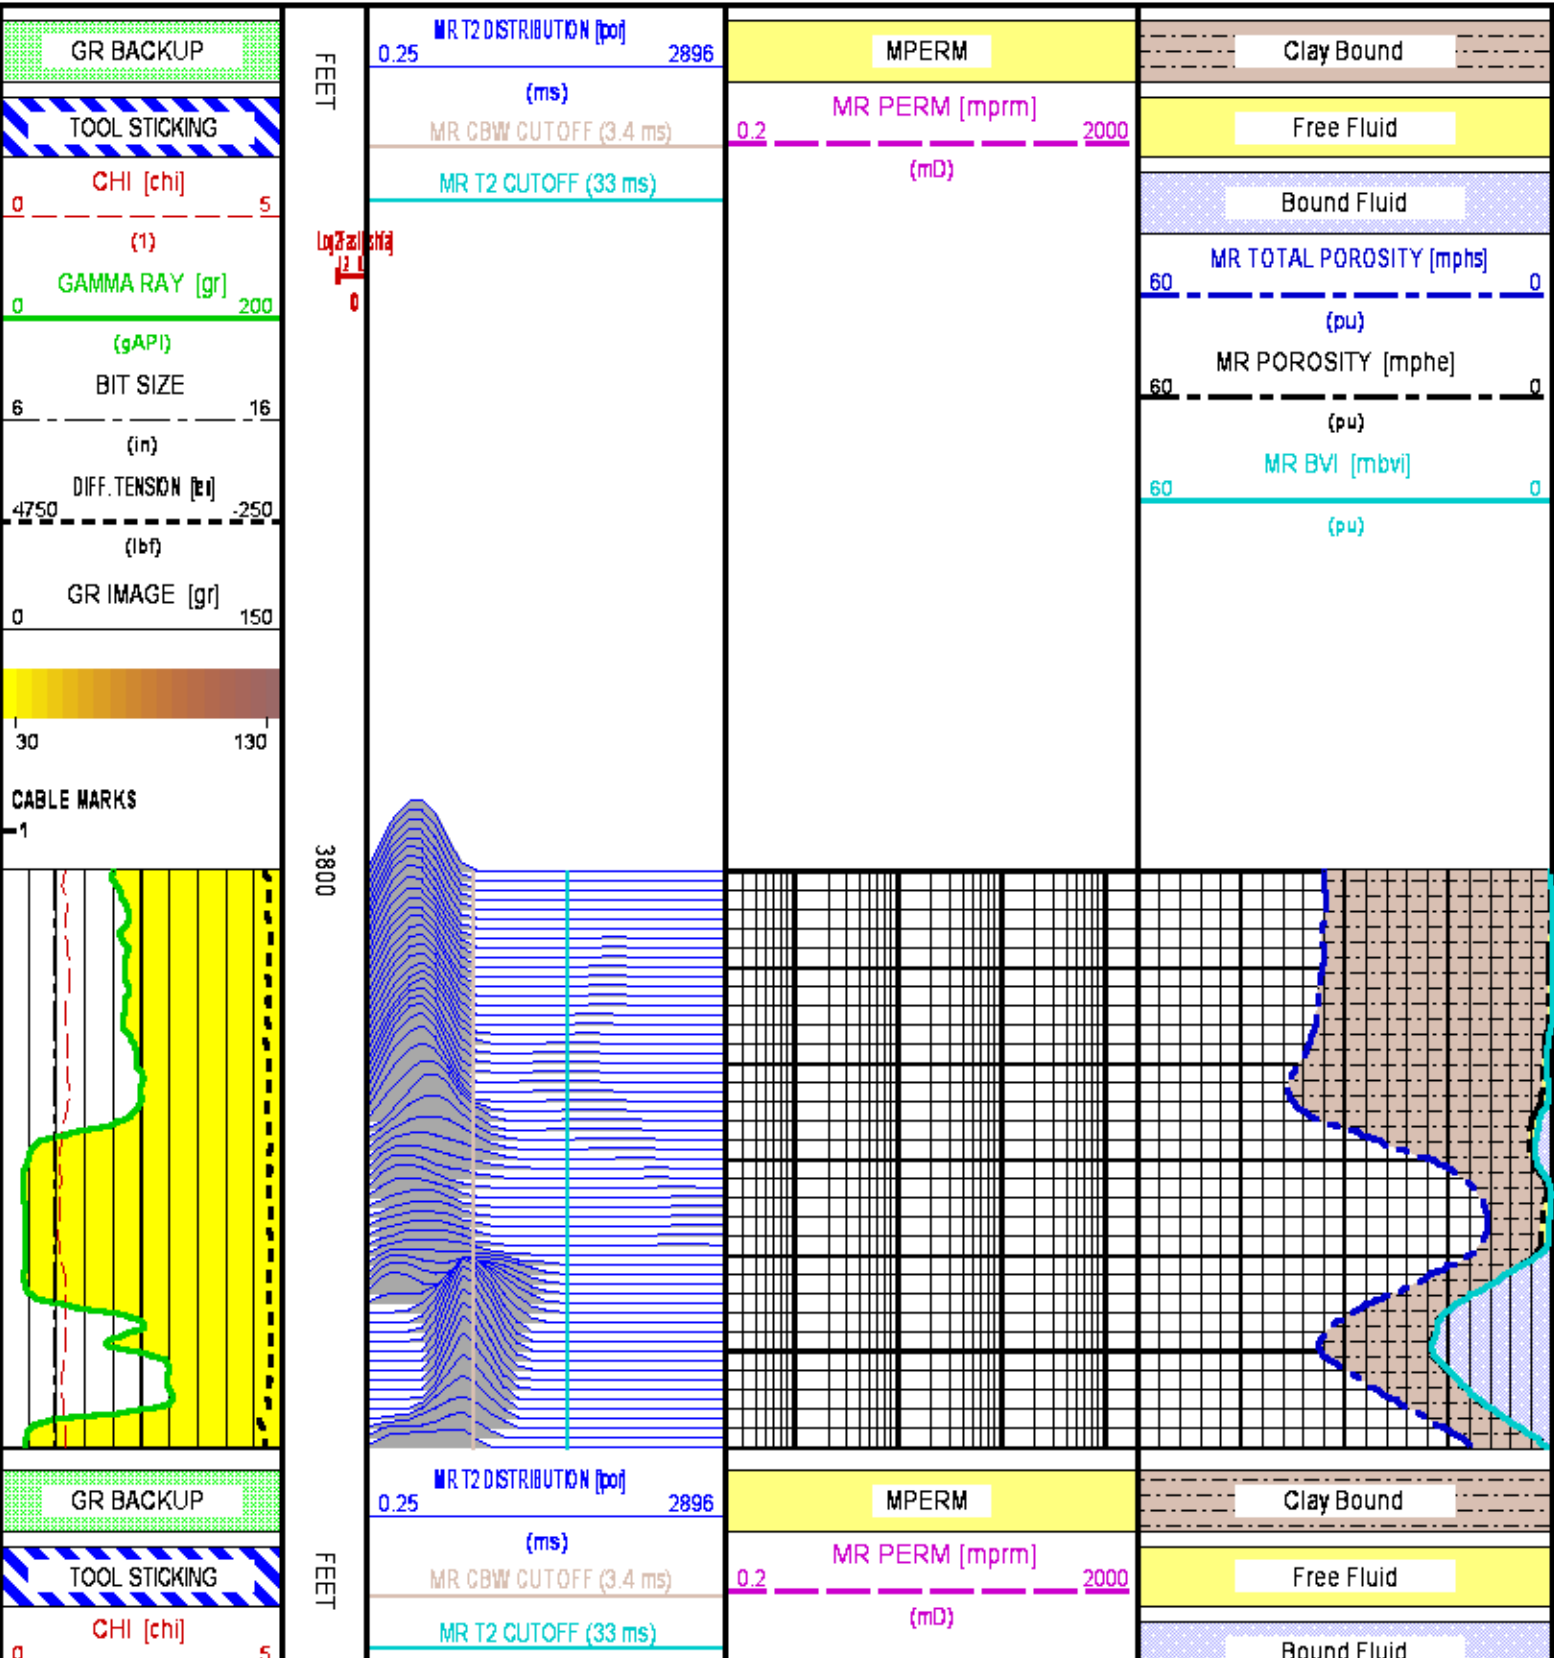 GR BACKUP
TOOL STICKING
CHI [chi]
0 5
(1)
GAMMA RAY [gr]
0 200
(gAPI)
BIT SIZE
6 16
(in)
DIFF. TENSION
4750 -250
(lbf)
GR IMAGE [gr]
0 150
30 130
CABLE MARKS
1
FEET
0
3800
MR T2 DISTRIBUTION [tpor]
0.25 2896
(ms)
MR CBW CUTOFF (3.4 ms)
MR T2 CUTOFF (33 ms)
MPERM
MR PERM [mprm]
0.2 2000
(mD)
Clay Bound
Free Fluid
Bound Fluid
MR TOTAL POROSITY [mphs]
60 0
(pu)
MR POROSITY [mphe]
60 0
(pu)
MR BVI [mbvi]
60 0
(pu)
GR BACKUP
TOOL STICKING
CHI [chi]
0 5
FEET
MR T2 DISTRIBUTION [tpor]
0.25 2896
(ms)
MR CBW CUTOFF (3.4 ms)
MR T2 CUTOFF (33 ms)
MPERM
MR PERM [mprm]
0.2 2000
(mD)
Clay Bound
Free Fluid
Bound Fluid